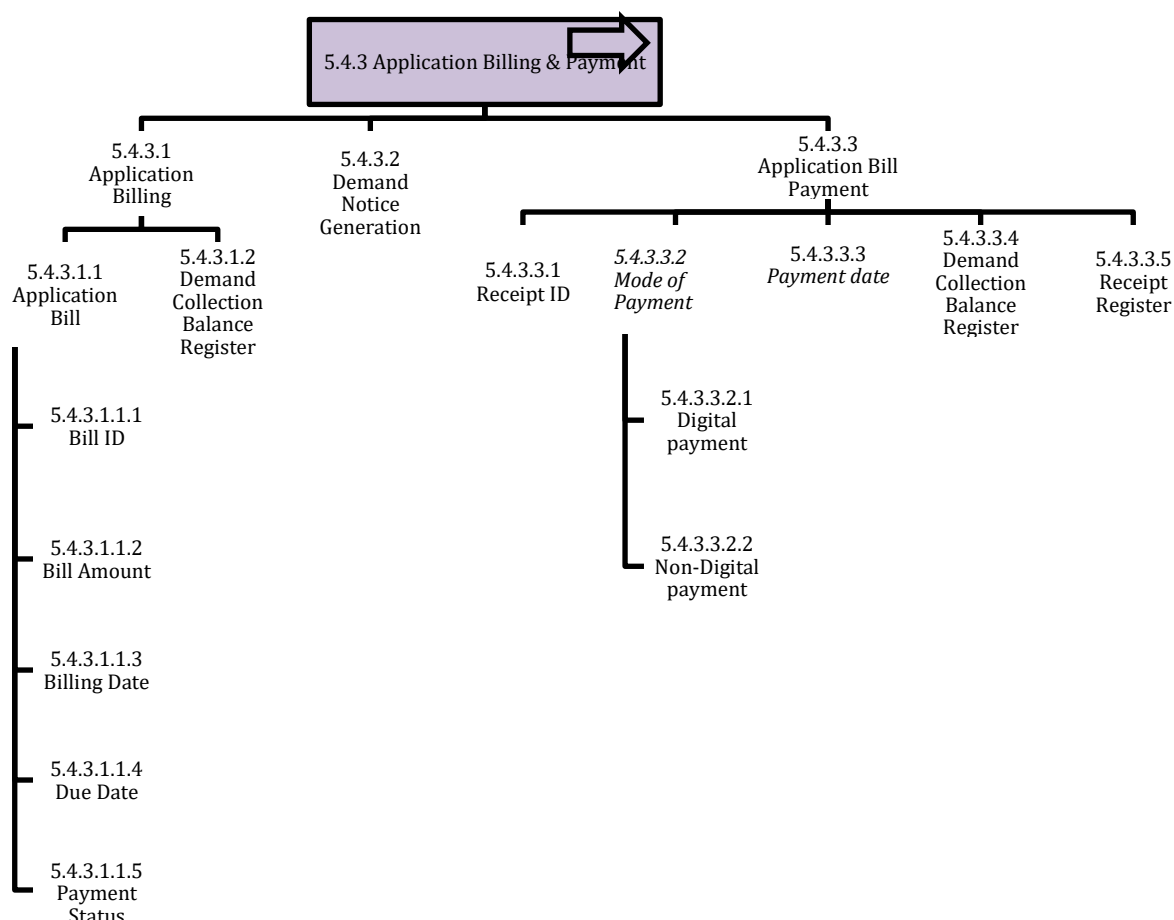 5.4.3 Application Billing & Payment
5.4.3.1
Application
Billing
5.4.3.2
Demand
Notice
Generation
5.4.3.3
Application Bill
Payment
5.4.3.1.1
Application
Bill
5.4.3.1.2
Demand
Collection
Balance
Register
5.4.3.3.1
Receipt ID
5.4.3.3.2
Mode of
Payment
5.4.3.3.3
Payment date
5.4.3.3.4
Demand
Collection
Balance
Register
5.4.3.3.5
Receipt
Register
5.4.3.1.1.1
Bill ID
5.4.3.1.1.2
Bill Amount
5.4.3.1.1.3
Billing Date
5.4.3.1.1.4
Due Date
5.4.3.1.1.5
Payment
Status
5.4.3.3.2.1
Digital
payment
5.4.3.3.2.2
Non-Digital
payment